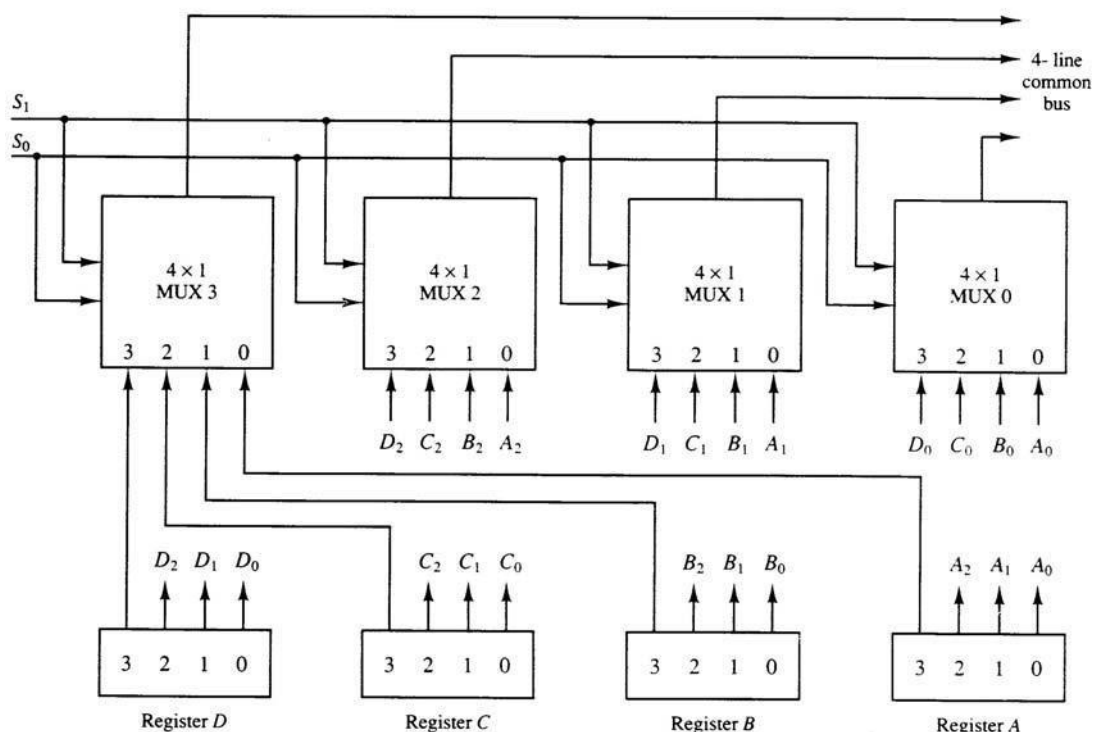 4- line
common
bus
S₁
S₀
4 × 1
MUX 3
3 2 1 0
4 × 1
MUX 2
3 2 1 0
4 × 1
MUX 1
3 2 1 0
4 × 1
MUX 0
3 2 1 0
D₂ C₂ B₂ A₂
D₁ C₁ B₁ A₁
D₀ C₀ B₀ A₀
D₂ D₁ D₀
C₂ C₁ C₀
B₂ B₁ B₀
A₂ A₁ A₀
3 2 1 0
3 2 1 0
3 2 1 0
3 2 1 0
Register D
Register C
Register B
Register A